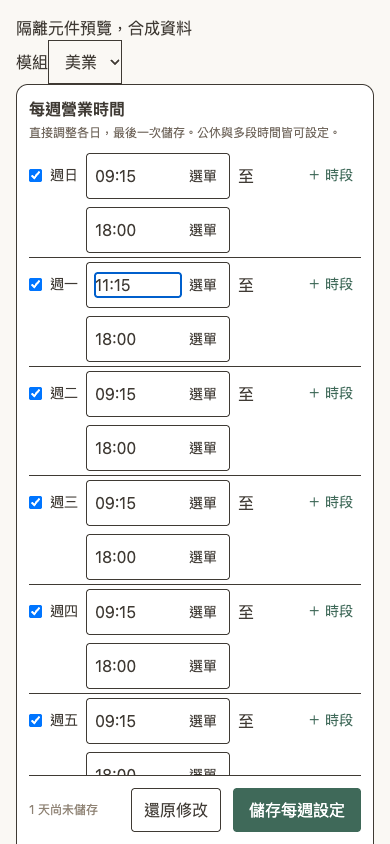 隔離元件預覽，合成資料
模組 美業
每週營業時間
直接調整各日，最後一次儲存。公休與多段時間皆可設定。
週日 09:15 選單 至 ＋ 時段
18:00 選單
週一 11:15 選單 至 ＋ 時段
18:00 選單
週二 09:15 選單 至 ＋ 時段
18:00 選單
週三 09:15 選單 至 ＋ 時段
18:00 選單
週四 09:15 選單 至 ＋ 時段
18:00 選單
週五 09:15 選單 至 ＋ 時段
18:00 選單
1 天尚未儲存 還原修改 儲存每週設定